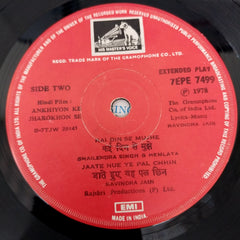 HIS MASTER'S VOICE
REGD. TRADE MARK OF THE GRAMOPHONE CO. LTD.
EXTENDED PLAY
7EPE 7499
SIDE TWO
℗ 1978
Hindi Film
ANKHIYON KE
JHAROKHON SE
The Gramophone
Co. of India Ltd.
Lyrics-Music
RAVINDRA JAIN
KAI DIN SE MUJHE
कई दिन से मुझे
SHAILENDRA SINGH & HEMLATA
JAATE HUE YE PAL CHHIN
जाते हुए यह पल छिन
RAVINDRA JAIN
Rajshri Productions (P) Ltd.
EMI
MADE IN INDIA